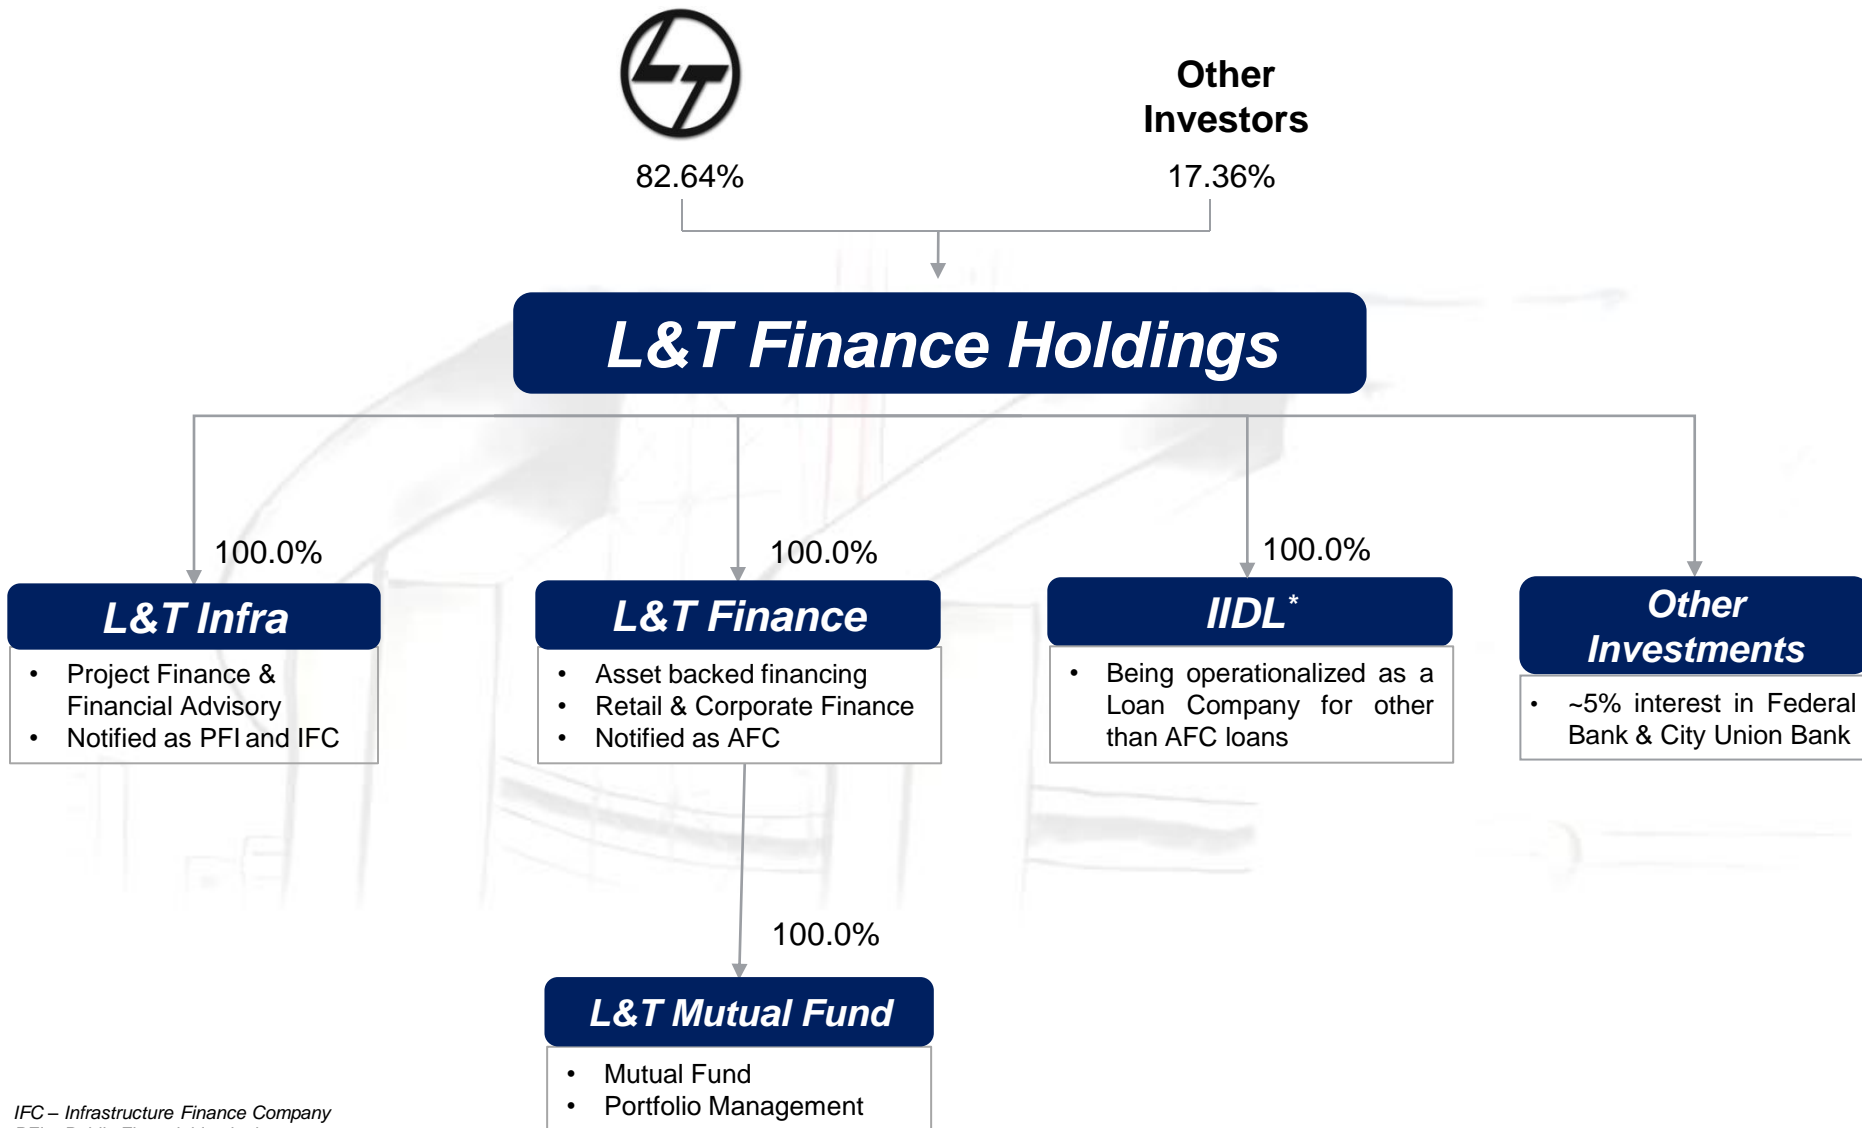 LT
Other
Investors
82.64%
17.36%
L&T Finance Holdings
100.0%
100.0%
100.0%
L&T Infra
• Project Finance &
Financial Advisory
• Notified as PFI and IFC
L&T Finance
• Asset backed financing
• Retail & Corporate Finance
• Notified as AFC
IIDL*
• Being operationalized as a
Loan Company for other
than AFC loans
Other
Investments
• ~5% interest in Federal
Bank & City Union Bank
100.0%
L&T Mutual Fund
• Mutual Fund
• Portfolio Management
IFC – Infrastructure Finance Company